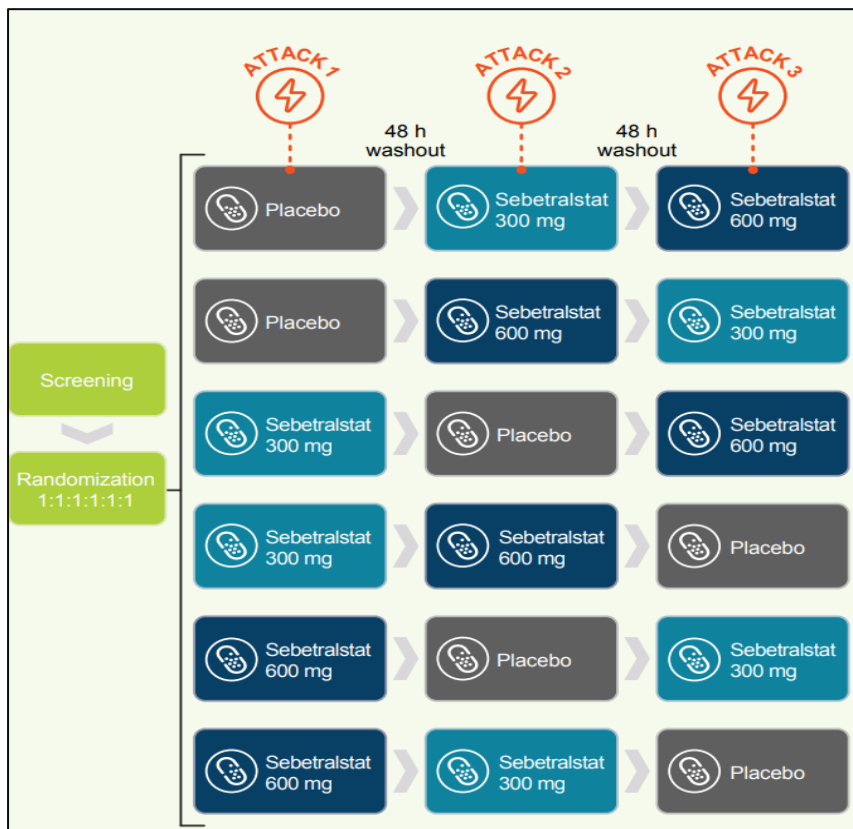 ATTACK 1
ATTACK 2
ATTACK 3
48 h
washout
48 h
washout
Placebo
Sebetralstat
300 mg
Sebetralstat
600 mg
Placebo
Sebetralstat
600 mg
Sebetralstat
300 mg
Screening
Randomization
1:1:1:1:1:1
Sebetralstat
300 mg
Placebo
Sebetralstat
600 mg
Sebetralstat
300 mg
Sebetralstat
600 mg
Placebo
Sebetralstat
600 mg
Placebo
Sebetralstat
300 mg
Sebetralstat
600 mg
Sebetralstat
300 mg
Placebo